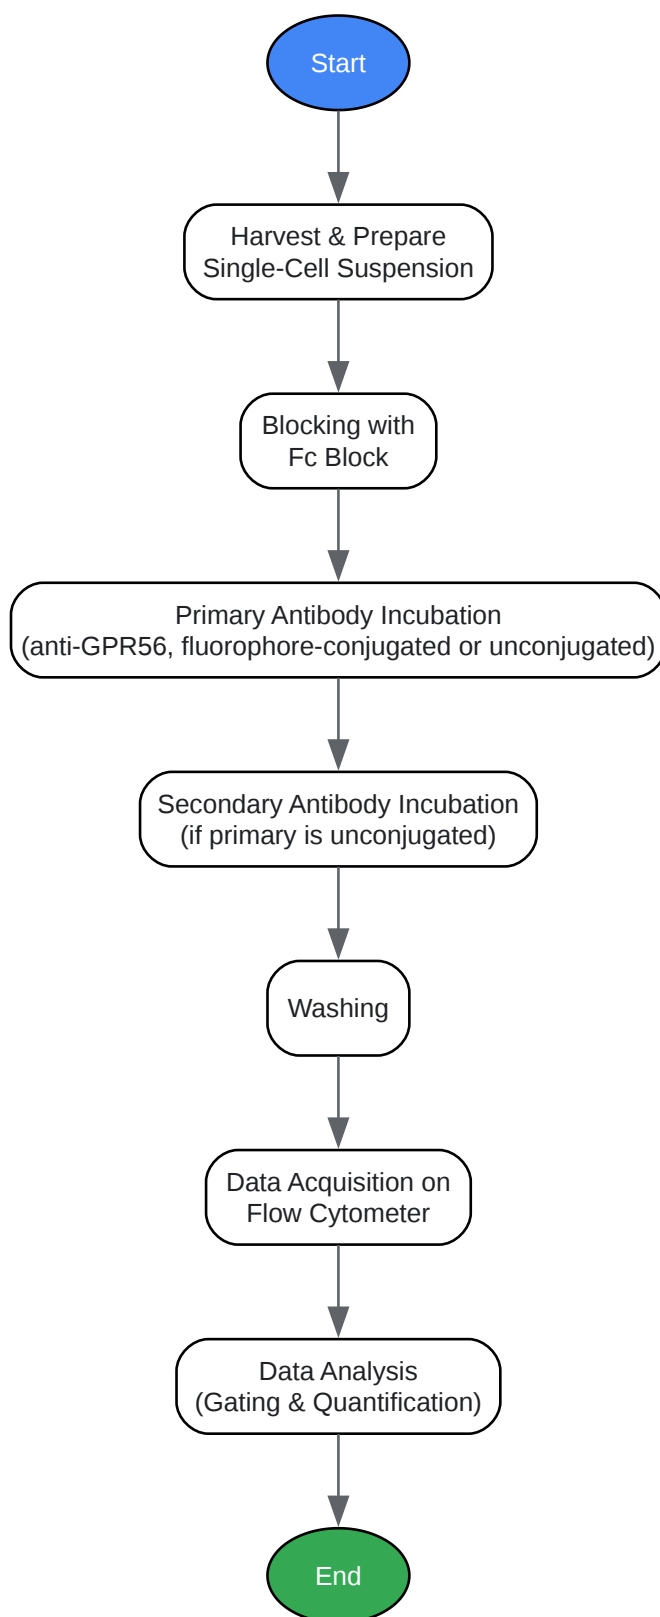 Start
Harvest & Prepare
Single-Cell Suspension
Blocking with
Fc Block
Primary Antibody Incubation
(anti-GPR56, fluorophore-conjugated or unconjugated)
Secondary Antibody Incubation
(if primary is unconjugated)
Washing
Data Acquisition on
Flow Cytometer
Data Analysis
(Gating & Quantification)
End